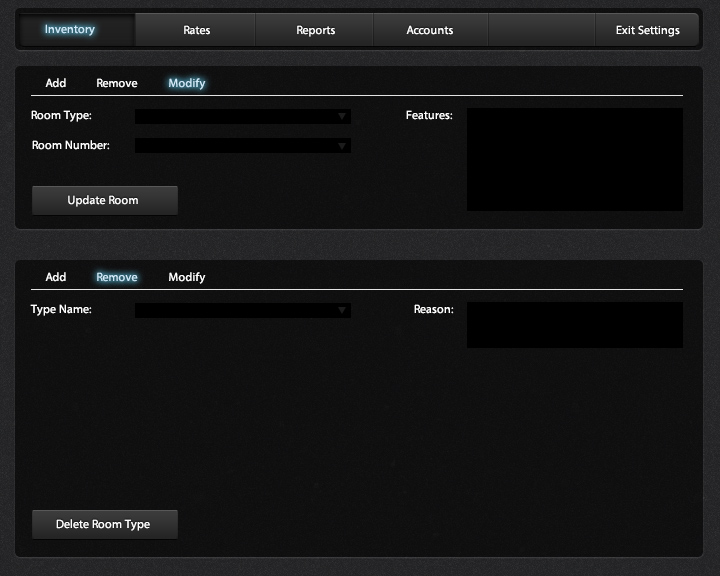 Inventory Rates Reports Accounts Exit Settings
Add Remove Modify
Room Type: Features:
Room Number:
Update Room
Add Remove Modify
Type Name: Reason:
Delete Room Type